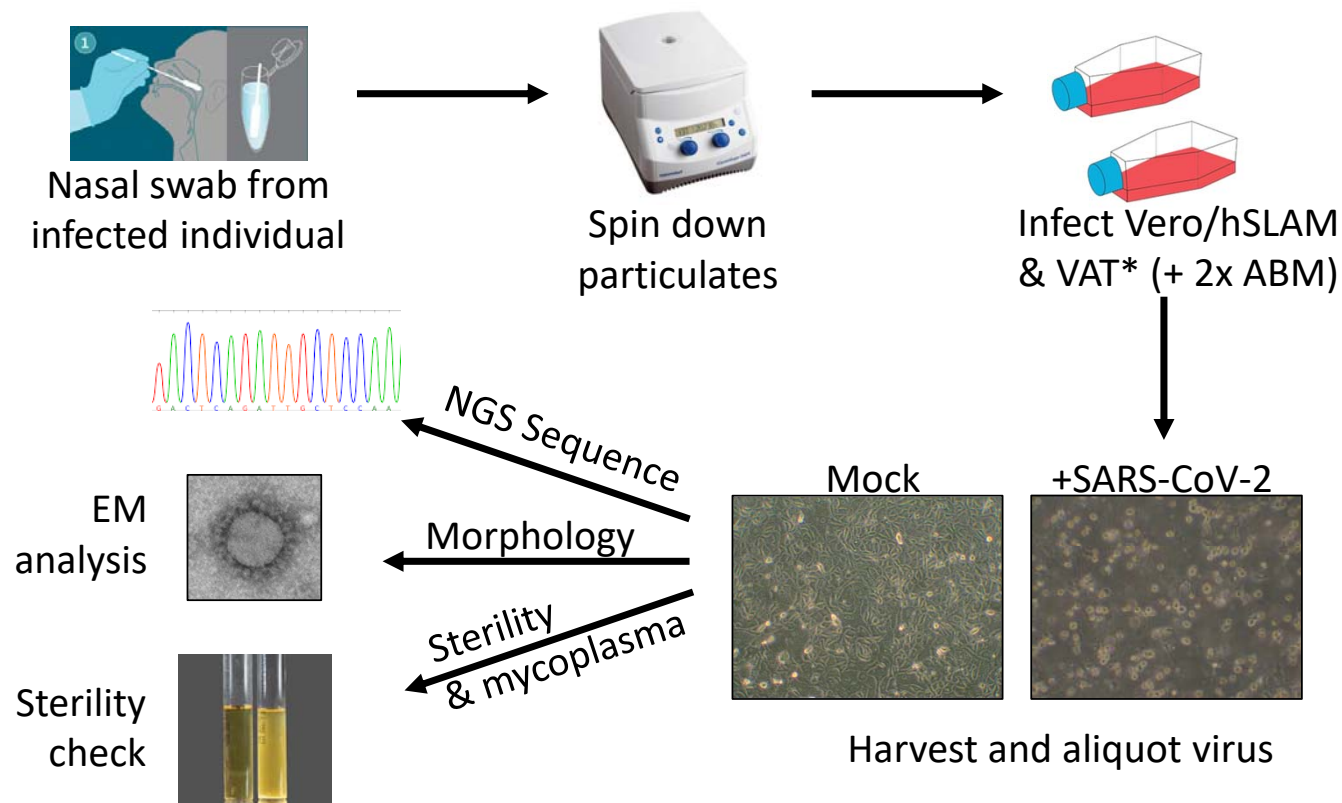 1
Nasal swab from
infected individual
Spin down
particulates
Infect Vero/hSLAM
& VAT* (+ 2x ABM)
G A C T C A G A T T G C T C C A A
NGS Sequence
EM
analysis
Morphology
Sterility
& mycoplasma
Sterility
check
Mock
+SARS-CoV-2
Harvest and aliquot virus